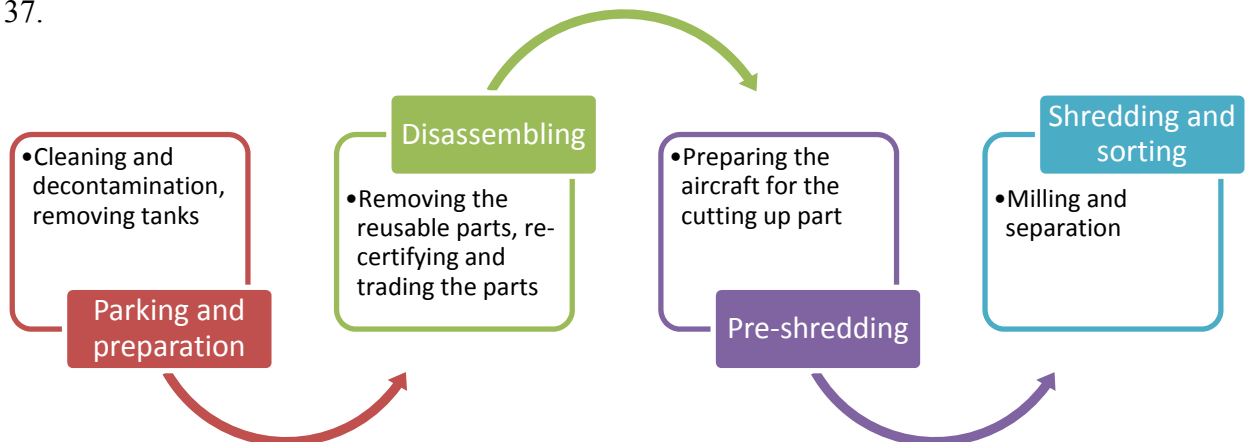 37.
•Cleaning and
decontamination,
removing tanks
Parking and
preparation
Disassembling
•Removing the
reusable parts, re-
certifying and
trading the parts
•Preparing the
aircraft for the
cutting up part
Pre-shredding
Shredding and
sorting
•Milling and
separation